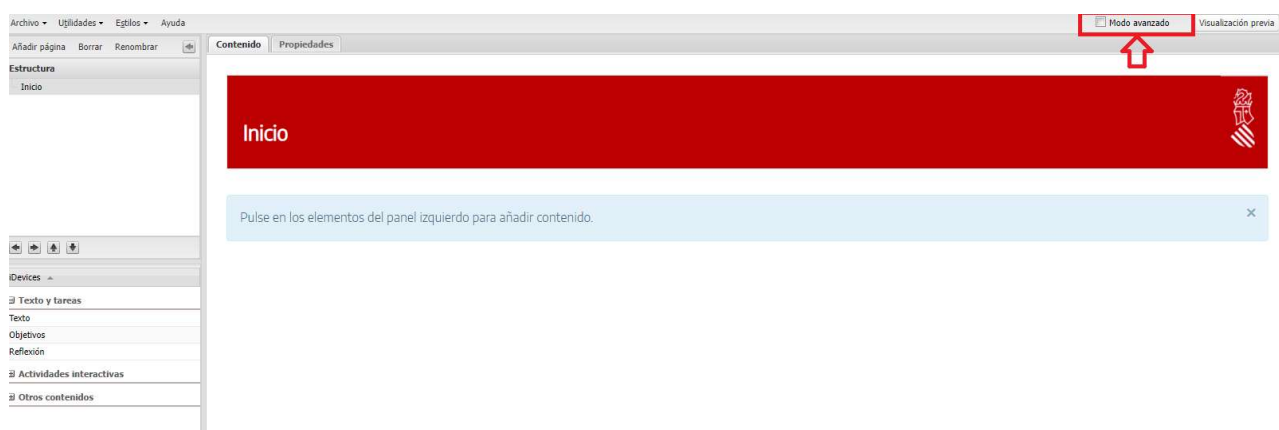 Archivo Utilidades Estilos Ayuda
Modo avanzado Visualización previa
Añadir página Borrar Renombrar
Contenido Propiedades
Estructura
Inicio
Inicio
Pulse en los elementos del panel izquierdo para añadir contenido.
iDevices
Texto y tareas
Texto
Objetivos
Reflexión
Actividades interactivas
Otros contenidos